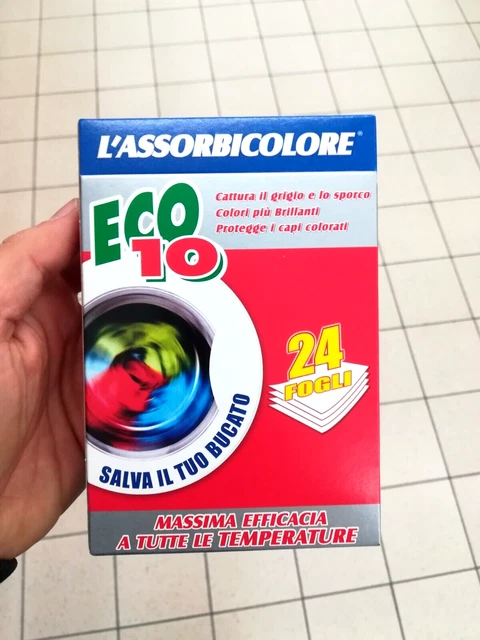 L'ASSORBICOLORE®
ECO
10
Cattura il grigio e lo sporco
Colori più Brillanti
Protegge i capi colorati
24
FOGLI
SALVA IL TUO BUCATO
MASSIMA EFFICACIA
A TUTTE LE TEMPERATURE